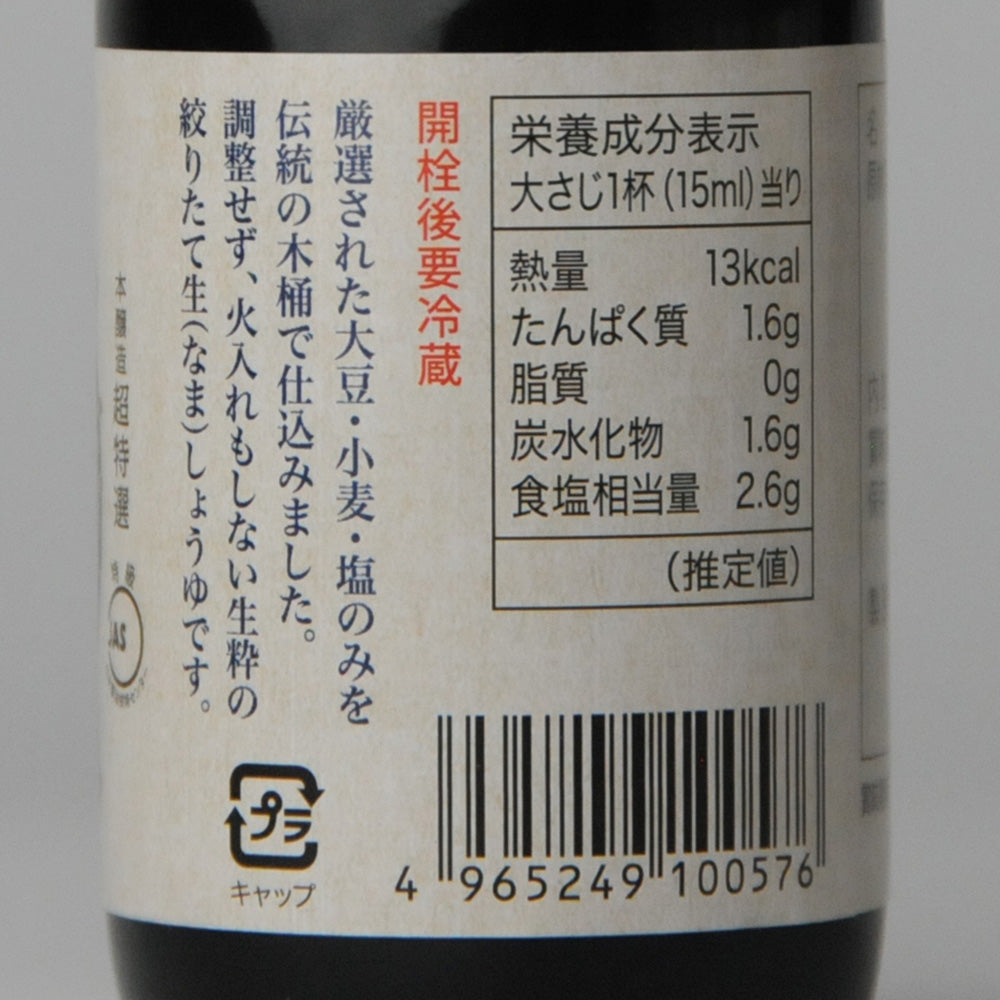 栄養成分表示
大さじ1杯(15ml)当り
熱量 13kcal
たんぱく質 1.6g
脂質 0g
炭水化物 1.6g
食塩相当量 2.6g
(推定値)
開栓後要冷蔵
厳選された大豆・小麦・塩のみを
伝統の木桶で仕込みました。
調整せず、火入れもしない生粋の
絞りたて生(なま)しょうゆです。
本醸造 超特選
特級
JAS
プラ
キャップ
4 965249 100576